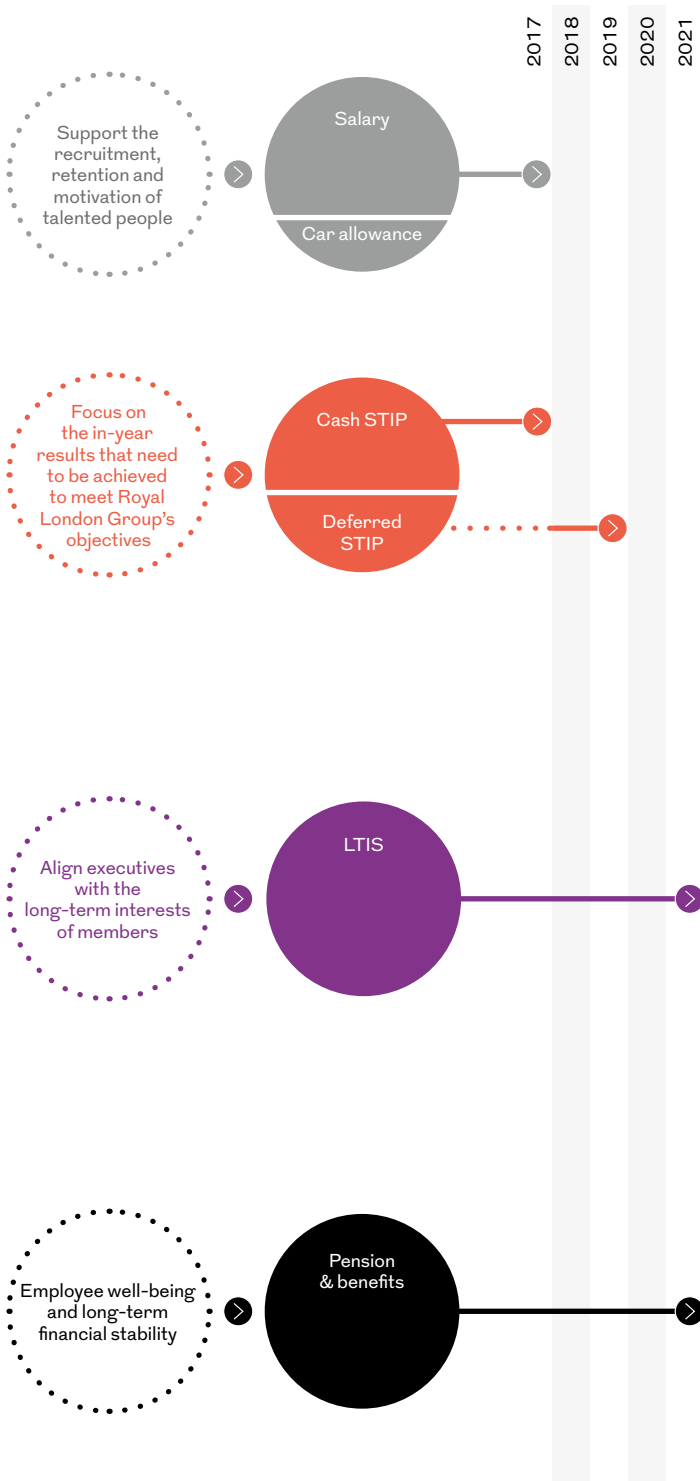 2017
2018
2019
2020
2021
Support the
recruitment,
retention and
motivation of
talented people
Salary
Car allowance
Focus on
the in-year
results that need
to be achieved
to meet Royal
London Group’s
objectives
Cash STIP
Deferred
STIP
Align executives
with the
long-term interests
of members
LTIS
Employee well-being
and long-term
financial stability
Pension
& benefits